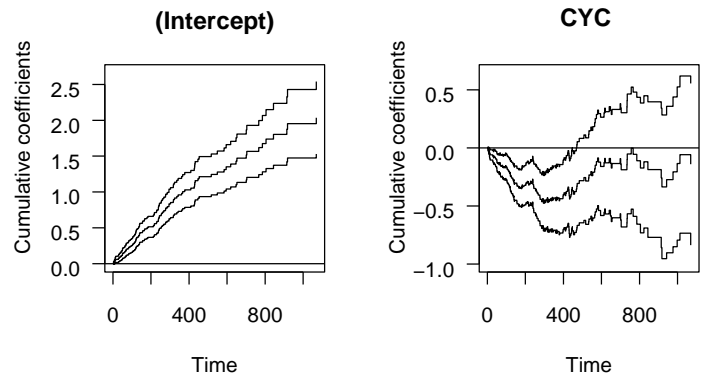 (Intercept)
Cumulative coefficients
2.5
2.0
1.5
1.0
0.5
0.0
0
400
800
Time
CYC
Cumulative coefficients
0.5
0.0
−0.5
−1.0
0
400
800
Time